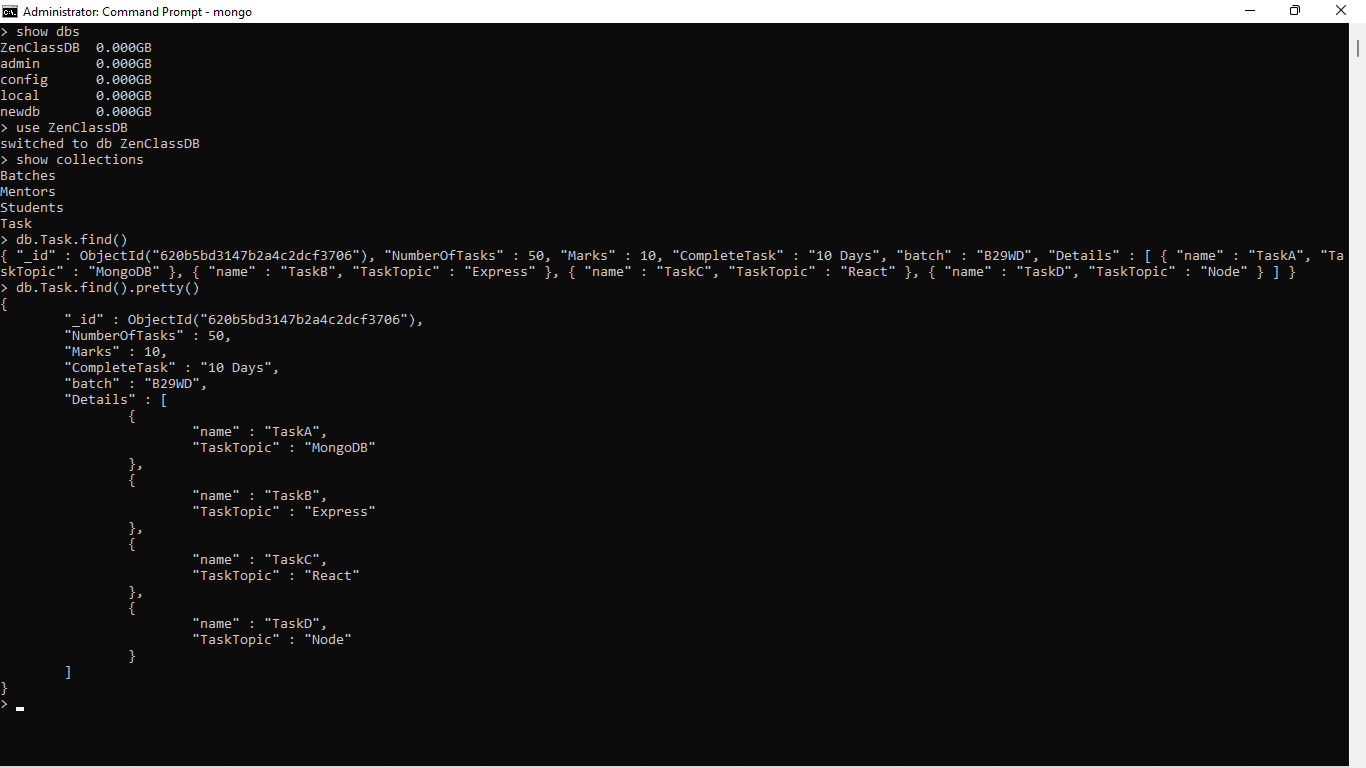 Administrator: Command Prompt - mongo
> show dbs
ZenClassDB  0.000GB
admin       0.000GB
config      0.000GB
local       0.000GB
newdb       0.000GB
> use ZenClassDB
switched to db ZenClassDB
> show collections
Batches
Mentors
Students
Task
> db.Task.find()
{ "_id" : ObjectId("620b5bd3147b2a4c2dcf3706"), "NumberOfTasks" : 50, "Marks" : 10, "CompleteTask" : "10 Days", "batch" : "B29WD", "Details" : [ { "name" : "TaskA", "Ta
skTopic" : "MongoDB" }, { "name" : "TaskB", "TaskTopic" : "Express" }, { "name" : "TaskC", "TaskTopic" : "React" }, { "name" : "TaskD", "TaskTopic" : "Node" } ] }
> db.Task.find().pretty()
{
        "_id" : ObjectId("620b5bd3147b2a4c2dcf3706"),
        "NumberOfTasks" : 50,
        "Marks" : 10,
        "CompleteTask" : "10 Days",
        "batch" : "B29WD",
        "Details" : [
                {
                        "name" : "TaskA",
                        "TaskTopic" : "MongoDB"
                },
                {
                        "name" : "TaskB",
                        "TaskTopic" : "Express"
                },
                {
                        "name" : "TaskC",
                        "TaskTopic" : "React"
                },
                {
                        "name" : "TaskD",
                        "TaskTopic" : "Node"
                }
        ]
}
>